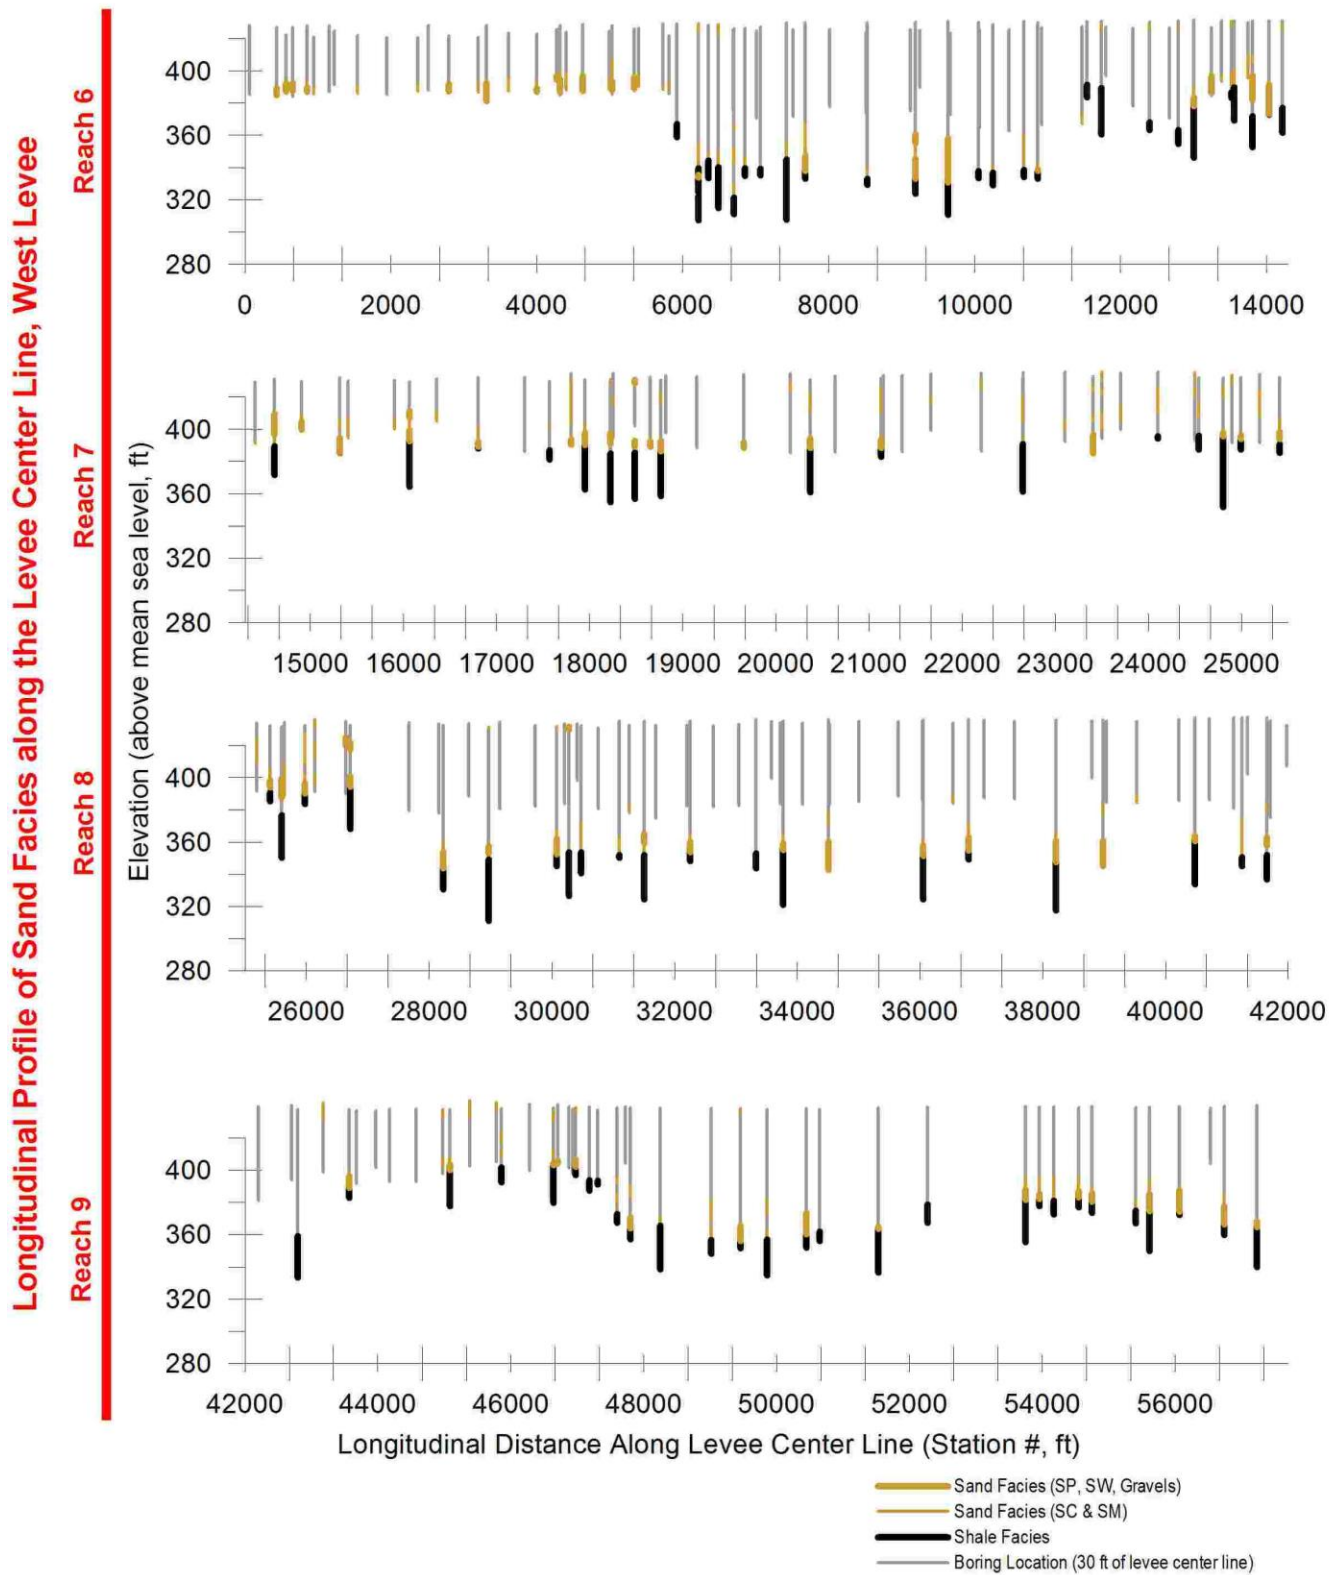 Longitudinal Profile of Sand Facies along the Levee Center Line, West Levee
Elevation (above mean sea level, ft)
Reach 6
400
360
320
280
0 2000 4000 6000 8000 10000 12000 14000
Reach 7
400
360
320
280
15000 16000 17000 18000 19000 20000 21000 22000 23000 24000 25000
Reach 8
400
360
320
280
26000 28000 30000 32000 34000 36000 38000 40000 42000
Reach 9
400
360
320
280
42000 44000 46000 48000 50000 52000 54000 56000
Longitudinal Distance Along Levee Center Line (Station #, ft)
Sand Facies (SP, SW, Gravels)
Sand Facies (SC & SM)
Shale Facies
Boring Location (30 ft of levee center line)